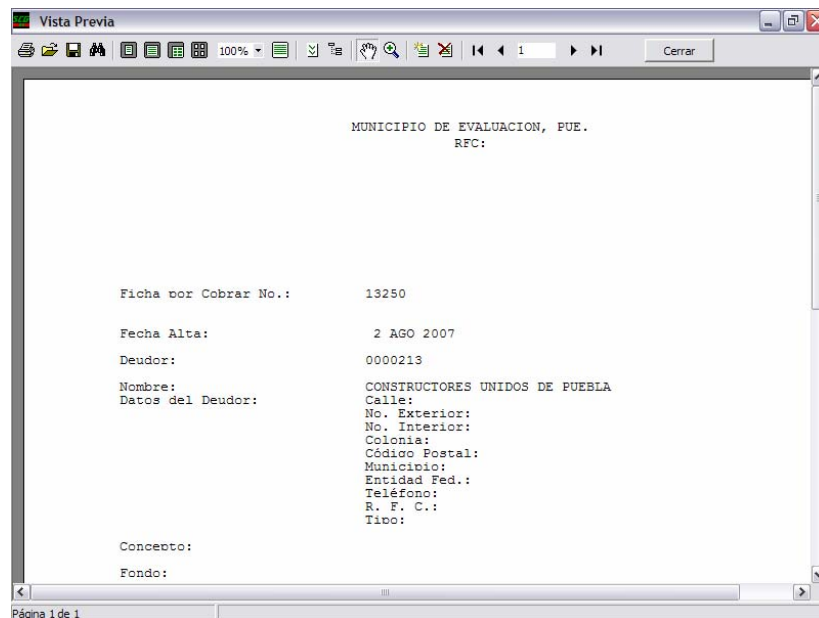 SCG Vista Previa
100% 1 Cerrar
MUNICIPIO DE EVALUACION, PUE.
RFC:
Ficha por Cobrar No.: 13250
Fecha Alta: 2 AGO 2007
Deudor: 0000213
Nombre: CONSTRUCTORES UNIDOS DE PUEBLA
Datos del Deudor: Calle:
No. Exterior:
No. Interior:
Colonia:
Código Postal:
Municipio:
Entidad Fed.:
Teléfono:
R. F. C.:
Tipo:
Concepto:
Fondo:
Página 1 de 1